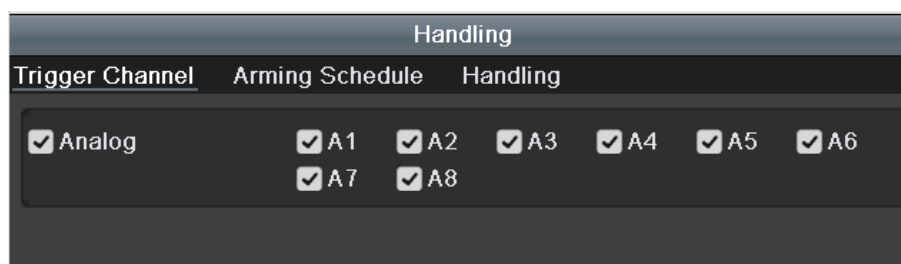 Handling
Trigger Channel Arming Schedule Handling
Analog A1 A2 A3 A4 A5 A6
A7 A8